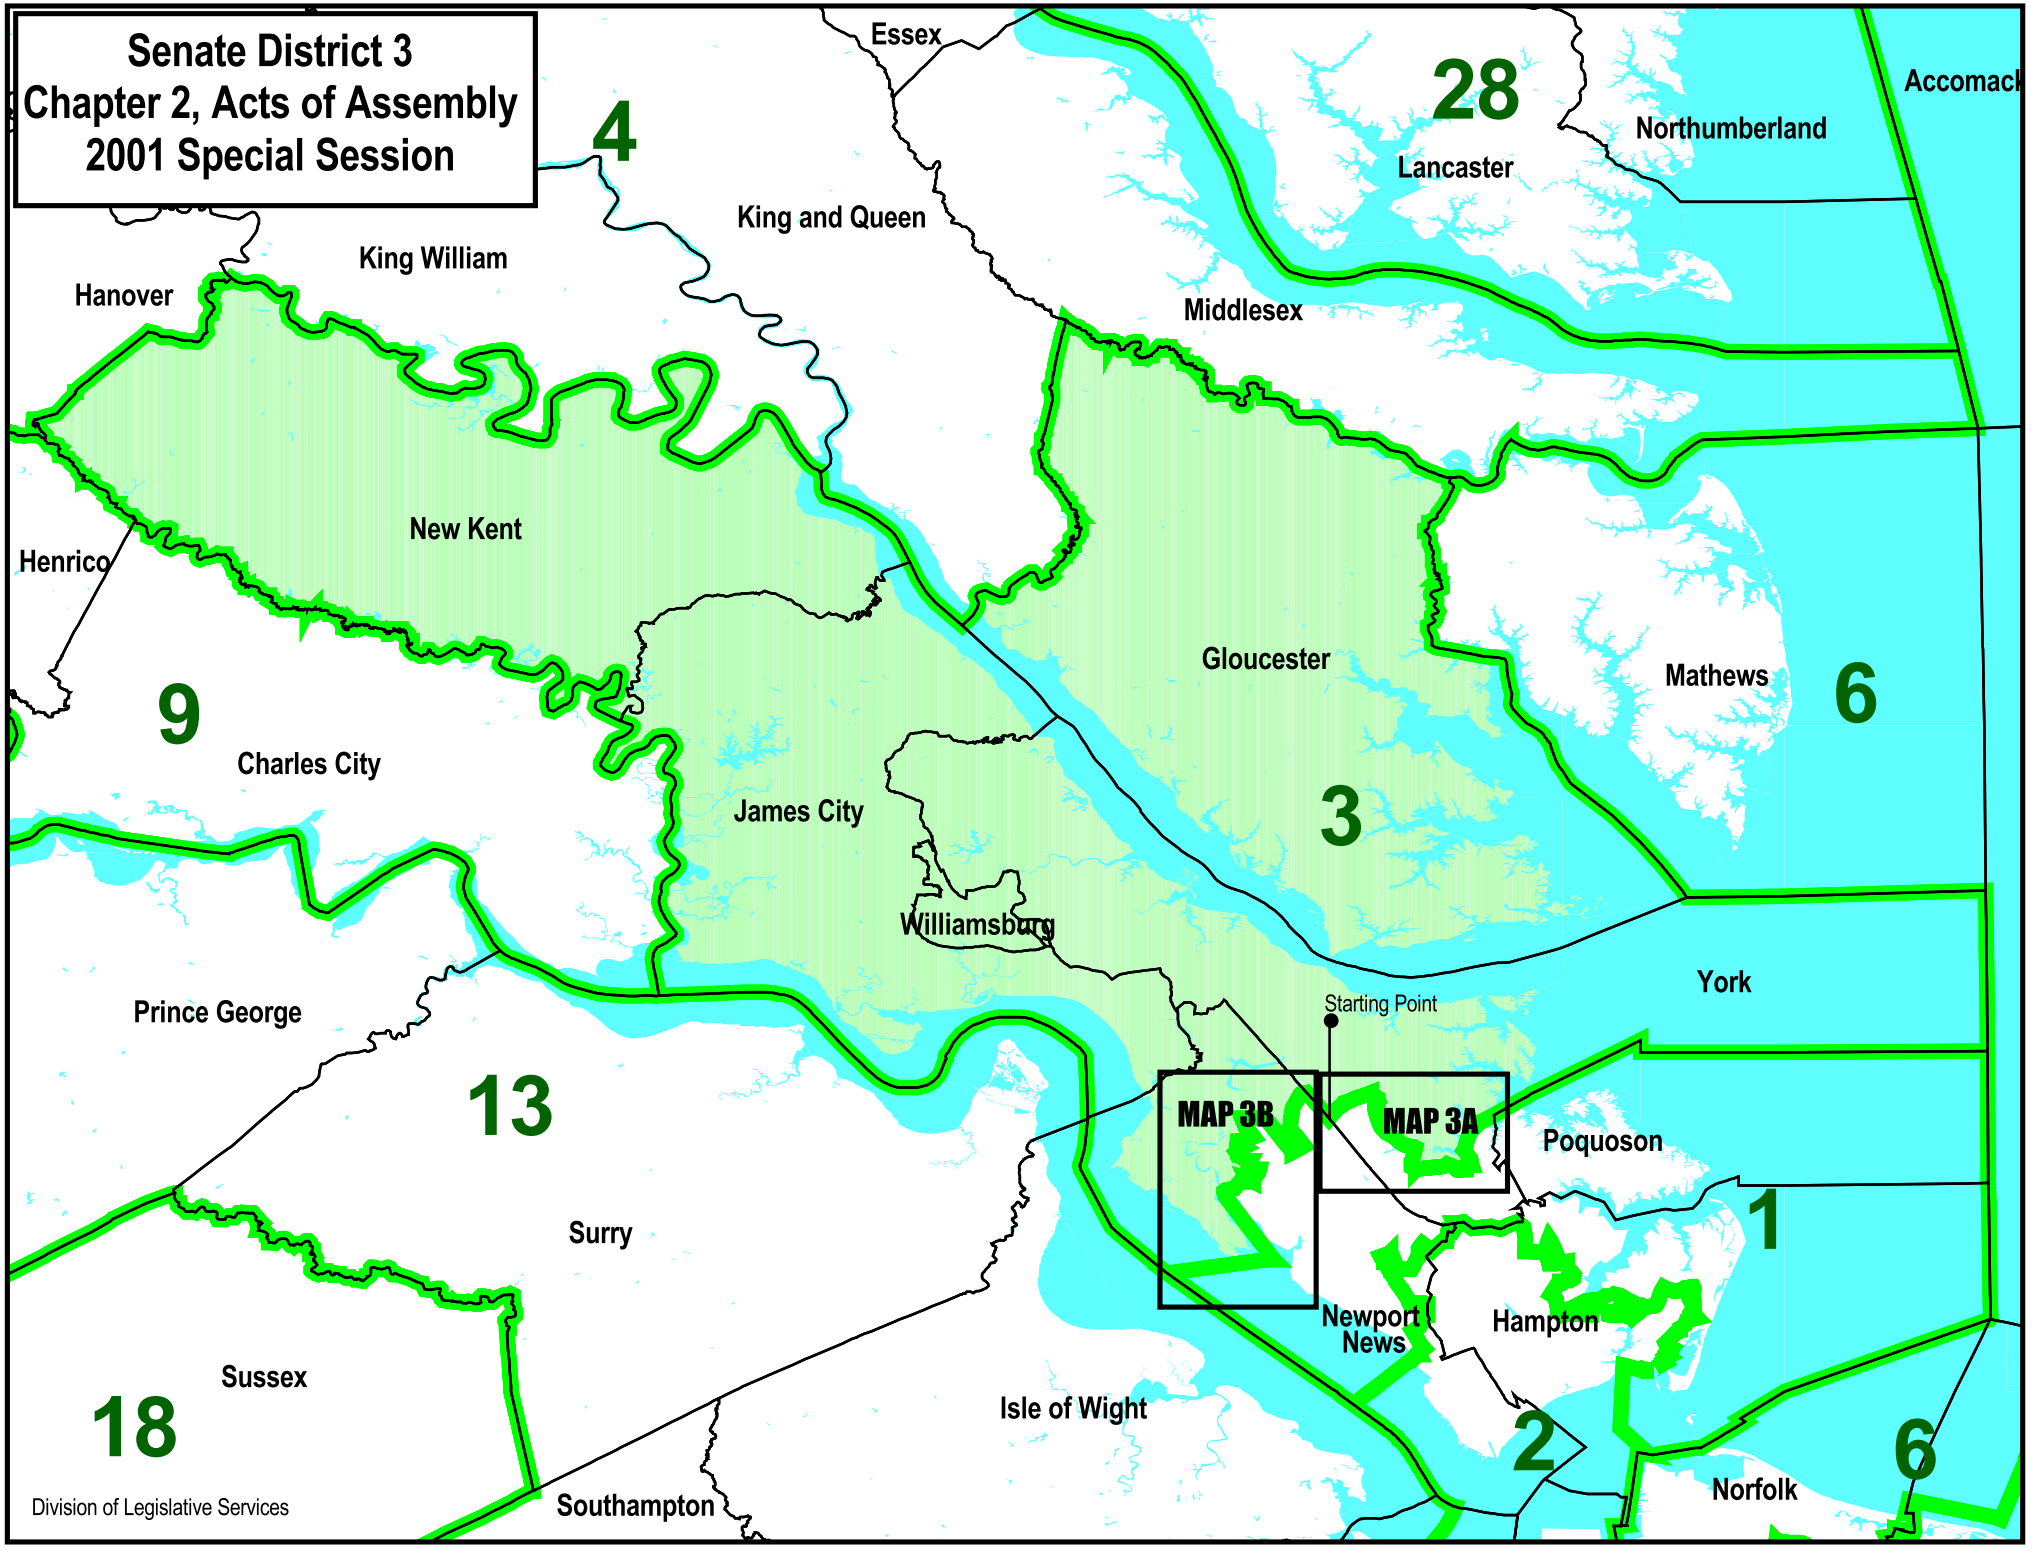 Senate District 3
Chapter 2, Acts of Assembly
2001 Special Session
Essex
4
28
Accomack
Northumberland
Lancaster
King and Queen
King William
Hanover
Middlesex
New Kent
Henrico
Gloucester
Mathews
6
9
Charles City
James City
3
Williamsburg
York
Prince George
Starting Point
13
MAP 3B
MAP 3A
Poquoson
1
Surry
Newport
News
Hampton
Sussex
Isle of Wight
18
2
6
Norfolk
Division of Legislative Services
Southampton